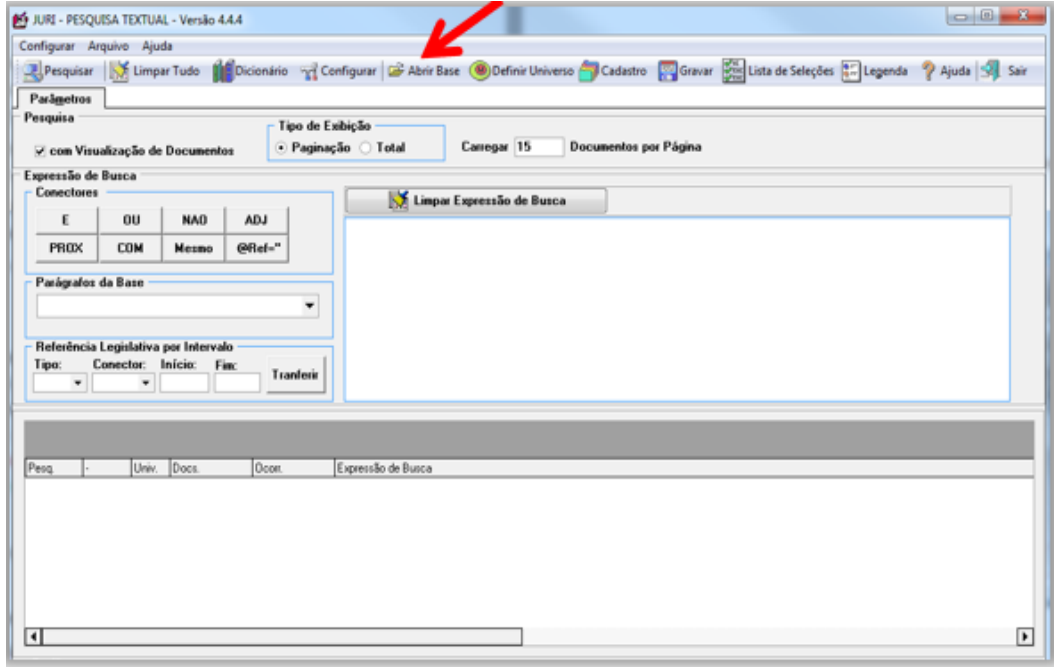 JURI - PESQUISA TEXTUAL - Versão 4.4.4
Configurar Arquivo Ajuda
Pesquisar Limpar Tudo Dicionário Configurar Abrir Base Definir Universo Cadastro Gravar Lista de Seleções Legenda Ajuda Sair
Parâmetros
Pesquisa
com Visualização de Documentos
Tipo de Exibição
Paginação Total
Carregar 15 Documentos por Página
Expressão de Busca
Conectores
E OU NAO ADJ
PROX COM Mesmo @Ref="
Limpar Expressão de Busca
Parágrafos da Base
Referência Legislativa por Intervalo
Tipo: Conector: Início: Fim:
Tranferir
Pesq. - Univ. Docs. Ocorr. Expressão de Busca